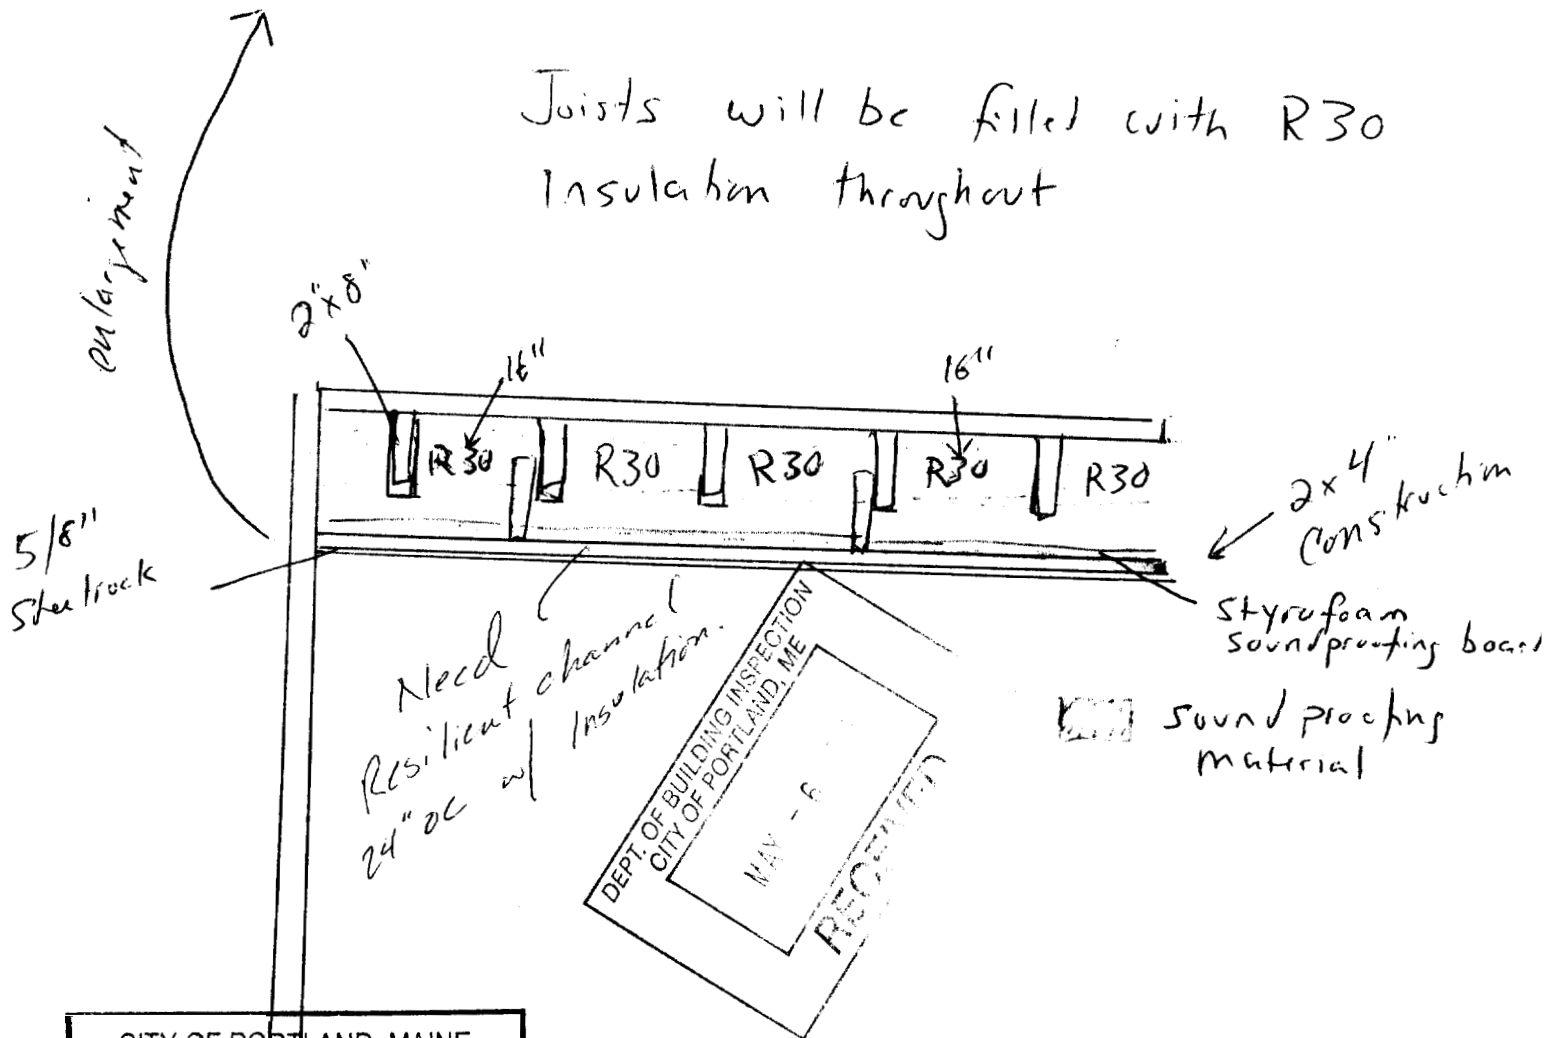 Joists will be filled with R30
Insulation throughout
enlargement
2"x8"
16"
16"
R30
R30
R30
R30
R30
2x4"
Construction
5/8"
Sheetrock
Styrofoam
soundproofing board
Need
Resilient channel
24" OC w/ Insulation.
sound proofing
material
DEPT. OF BUILDING INSPECTION
CITY OF PORTLAND, ME
MAY - 6
RECEIVED
CITY OF PORTLAND, MAINE